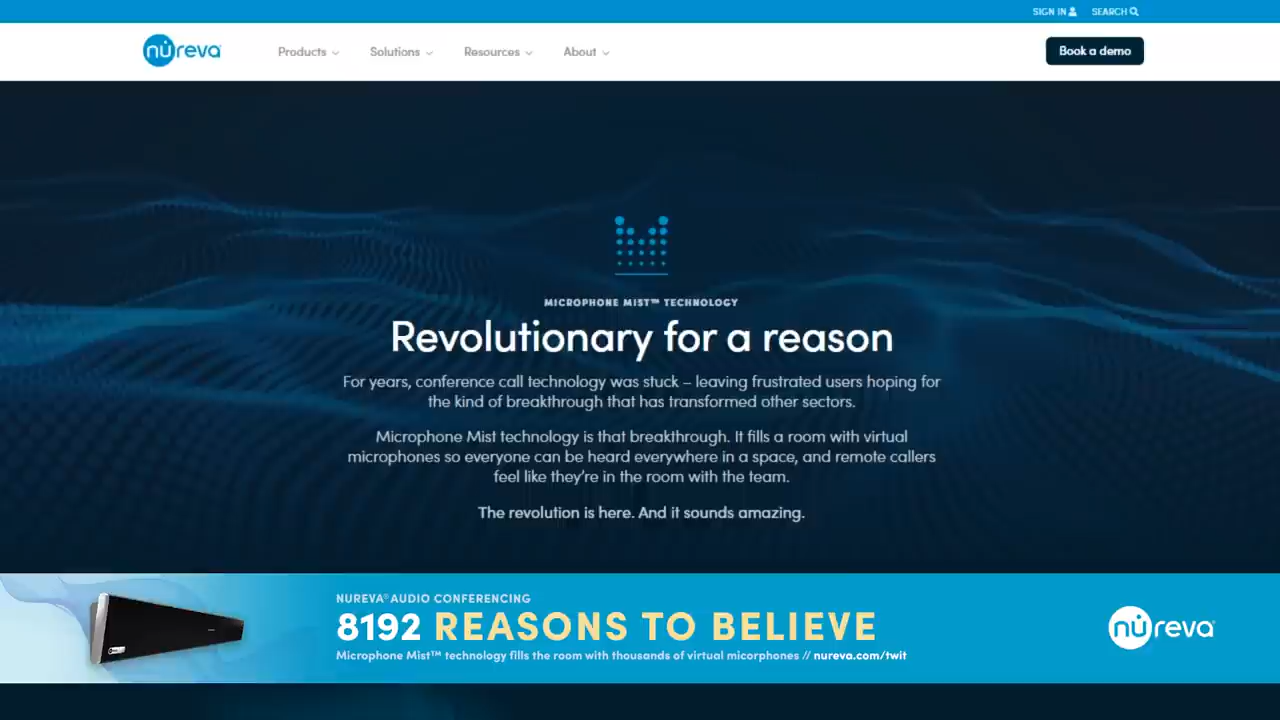 SIGN IN SEARCH
nureva Products Solutions Resources About Book a demo
MICROPHONE MIST™ TECHNOLOGY
Revolutionary for a reason
For years, conference call technology was stuck – leaving frustrated users hoping for
the kind of breakthrough that has transformed other sectors.
Microphone Mist technology is that breakthrough. It fills a room with virtual
microphones so everyone can be heard everywhere in a space, and remote callers
feel like they're in the room with the team.
The revolution is here. And it sounds amazing.
NUREVA® AUDIO CONFERENCING
8192 REASONS TO BELIEVE
Microphone Mist™ technology fills the room with thousands of virtual micorphones // nureva.com/twit
nureva